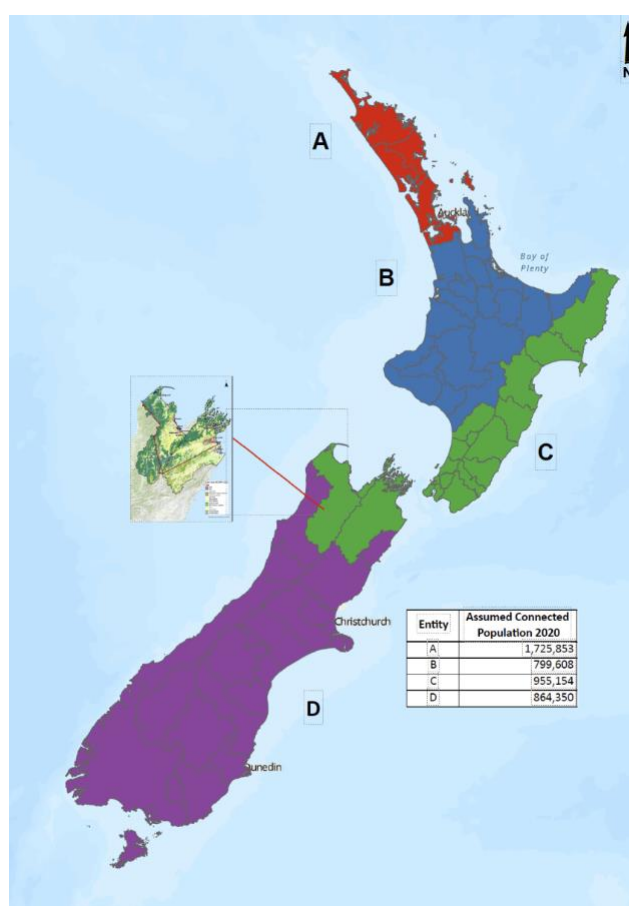 N
A
Auckland
B
Bay of
Plenty
C
Christchurch
Entity
Assumed Connected
Population 2020
A
1,725,853
B
799,608
C
955,154
D
864,350
D
Dunedin